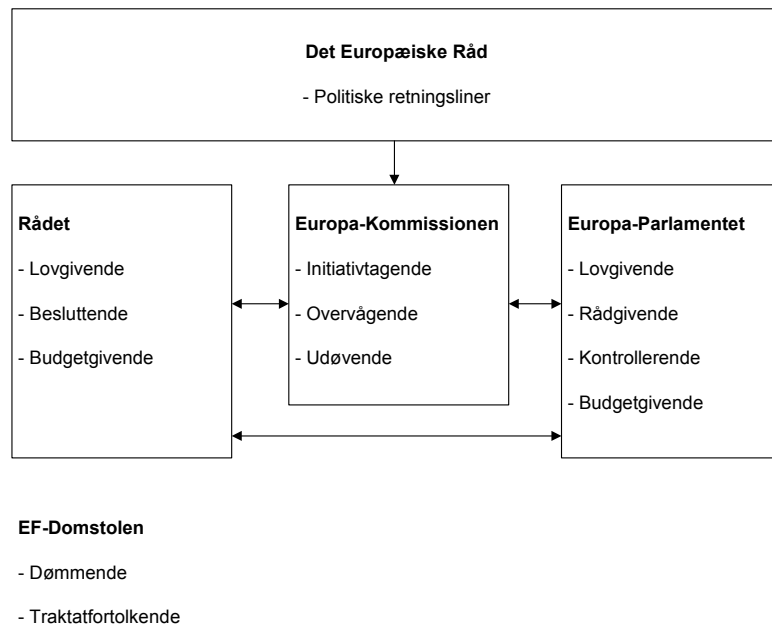 Det Europæiske Råd
- Politiske retningsliner
Rådet
- Lovgivende
- Besluttende
- Budgetgivende
Europa-Kommissionen
- Initiativtagende
- Overvågende
- Udøvende
Europa-Parlamentet
- Lovgivende
- Rådgivende
- Kontrollerende
- Budgetgivende
EF-Domstolen
- Dømmende
- Traktatfortolkende